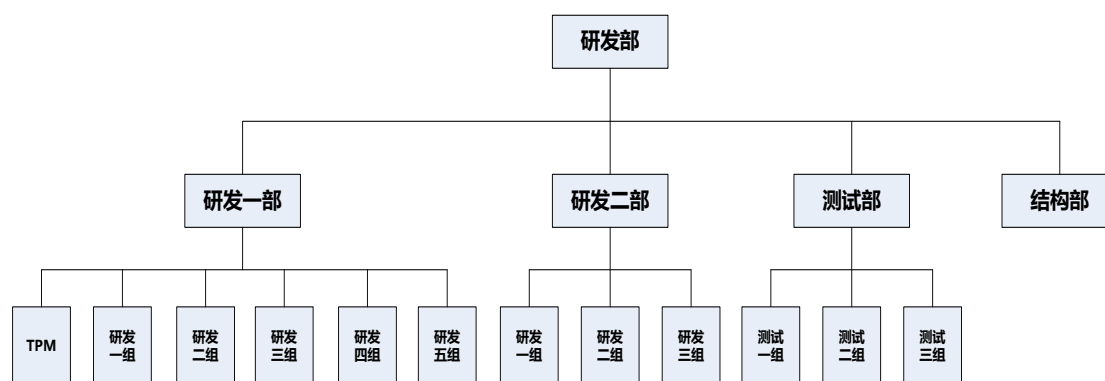 研发部
研发一部
研发二部
测试部
结构部
TPM
研发
一组
研发
二组
研发
三组
研发
四组
研发
五组
研发
一组
研发
二组
研发
三组
测试
一组
测试
二组
测试
三组